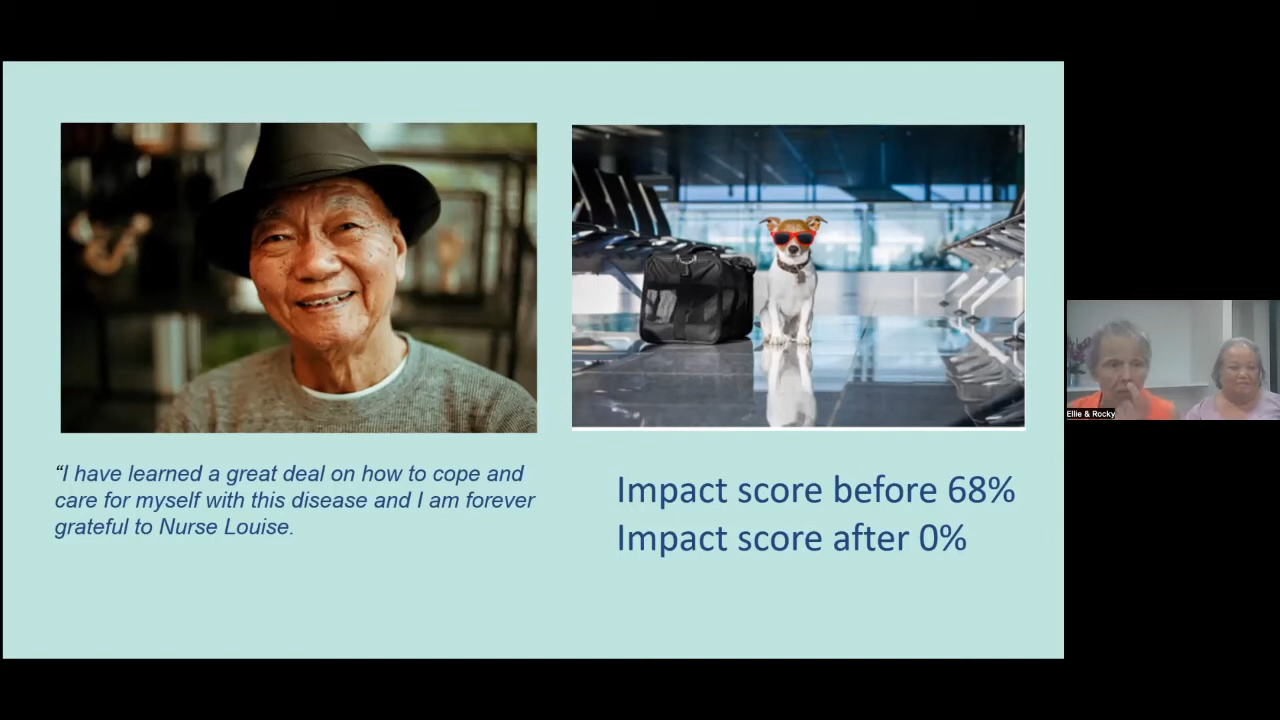 “I have learned a great deal on how to cope and
care for myself with this disease and I am forever
grateful to Nurse Louise.
Impact score before 68%
Impact score after 0%
Ellie & Rocky